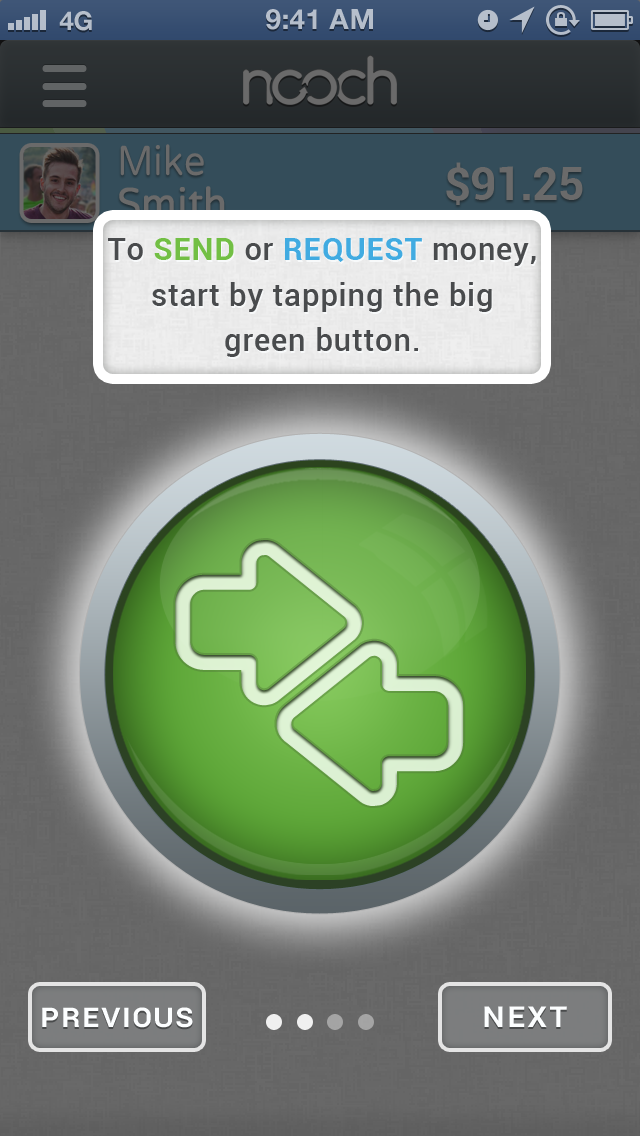 4G 9:41 AM
nooch
Mike
Smith
$91.25
To SEND or REQUEST money,
start by tapping the big
green button.
PREVIOUS NEXT